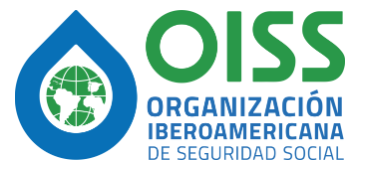 OISS
ORGANIZACIÓN
IBEROAMERICANA
DE SEGURIDAD SOCIAL